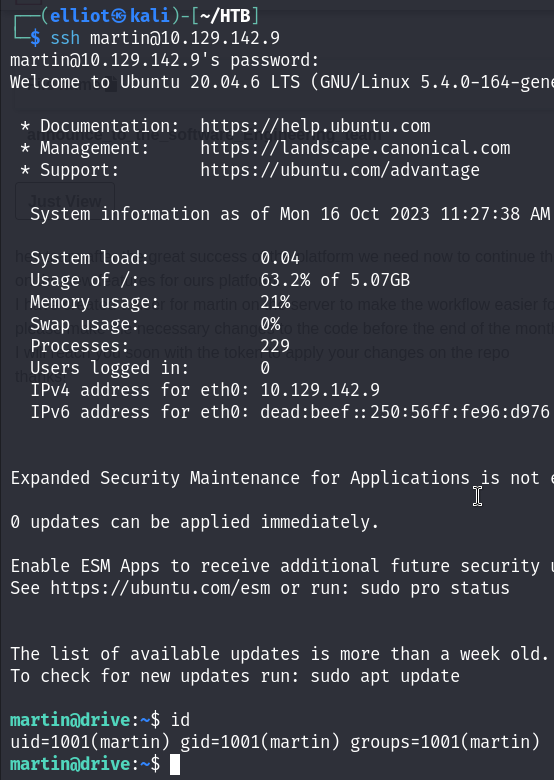 ┌──(elliot㉿kali)-[~/HTB]
└─$ ssh martin@10.129.142.9
martin@10.129.142.9's password:
Welcome to Ubuntu 20.04.6 LTS (GNU/Linux 5.4.0-164-gene
* Documentation:  https://help.ubuntu.com
* Management:     https://landscape.canonical.com
* Support:        https://ubuntu.com/advantage
Just View
System information as of Mon 16 Oct 2023 11:27:38 AM
System load:           0.04
Usage of /:            63.2% of 5.07GB
Memory usage:          21%
Swap usage:            0%
Processes:             229
Users logged in:       0
IPv4 address for eth0: 10.129.142.9
IPv6 address for eth0: dead:beef::250:56ff:fe96:d976
Expanded Security Maintenance for Applications is not e
0 updates can be applied immediately.
Enable ESM Apps to receive additional future security u
See https://ubuntu.com/esm or run: sudo pro status
The list of available updates is more than a week old.
To check for new updates run: sudo apt update
martin@drive:~$ id
uid=1001(martin) gid=1001(martin) groups=1001(martin)
martin@drive:~$